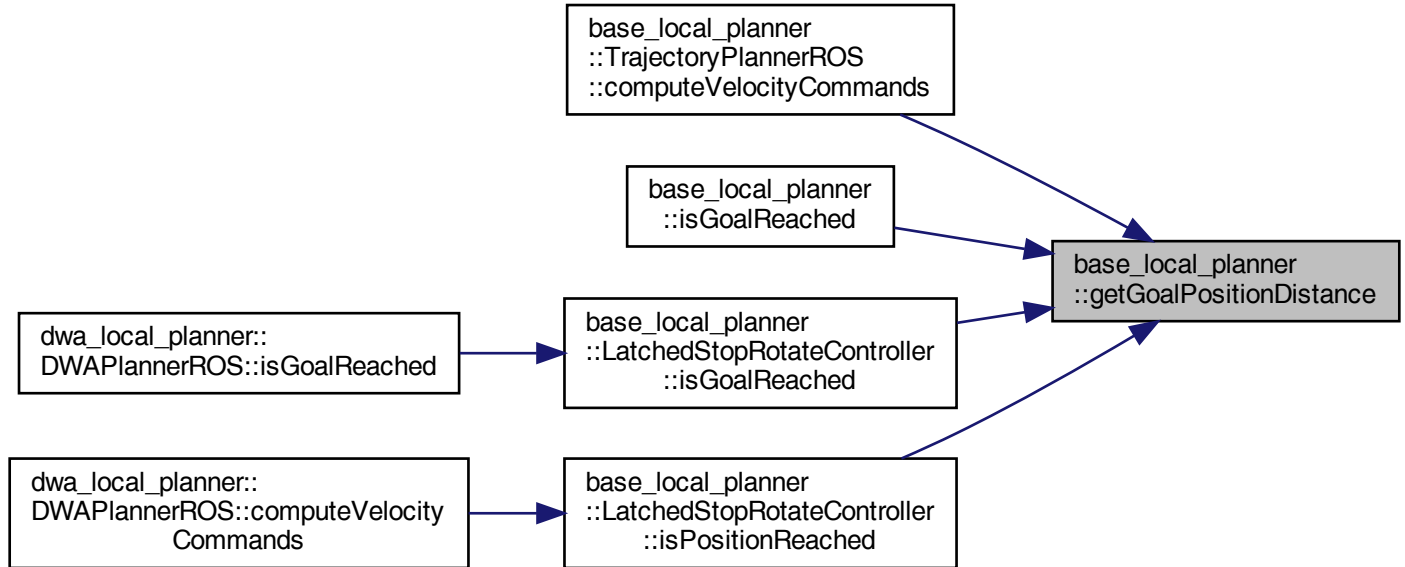 base_local_planner
::TrajectoryPlannerROS
::computeVelocityCommands
base_local_planner
::isGoalReached
base_local_planner
::getGoalPositionDistance
dwa_local_planner::
DWAPlannerROS::isGoalReached
base_local_planner
::LatchedStopRotateController
::isGoalReached
dwa_local_planner::
DWAPlannerROS::computeVelocity
Commands
base_local_planner
::LatchedStopRotateController
::isPositionReached